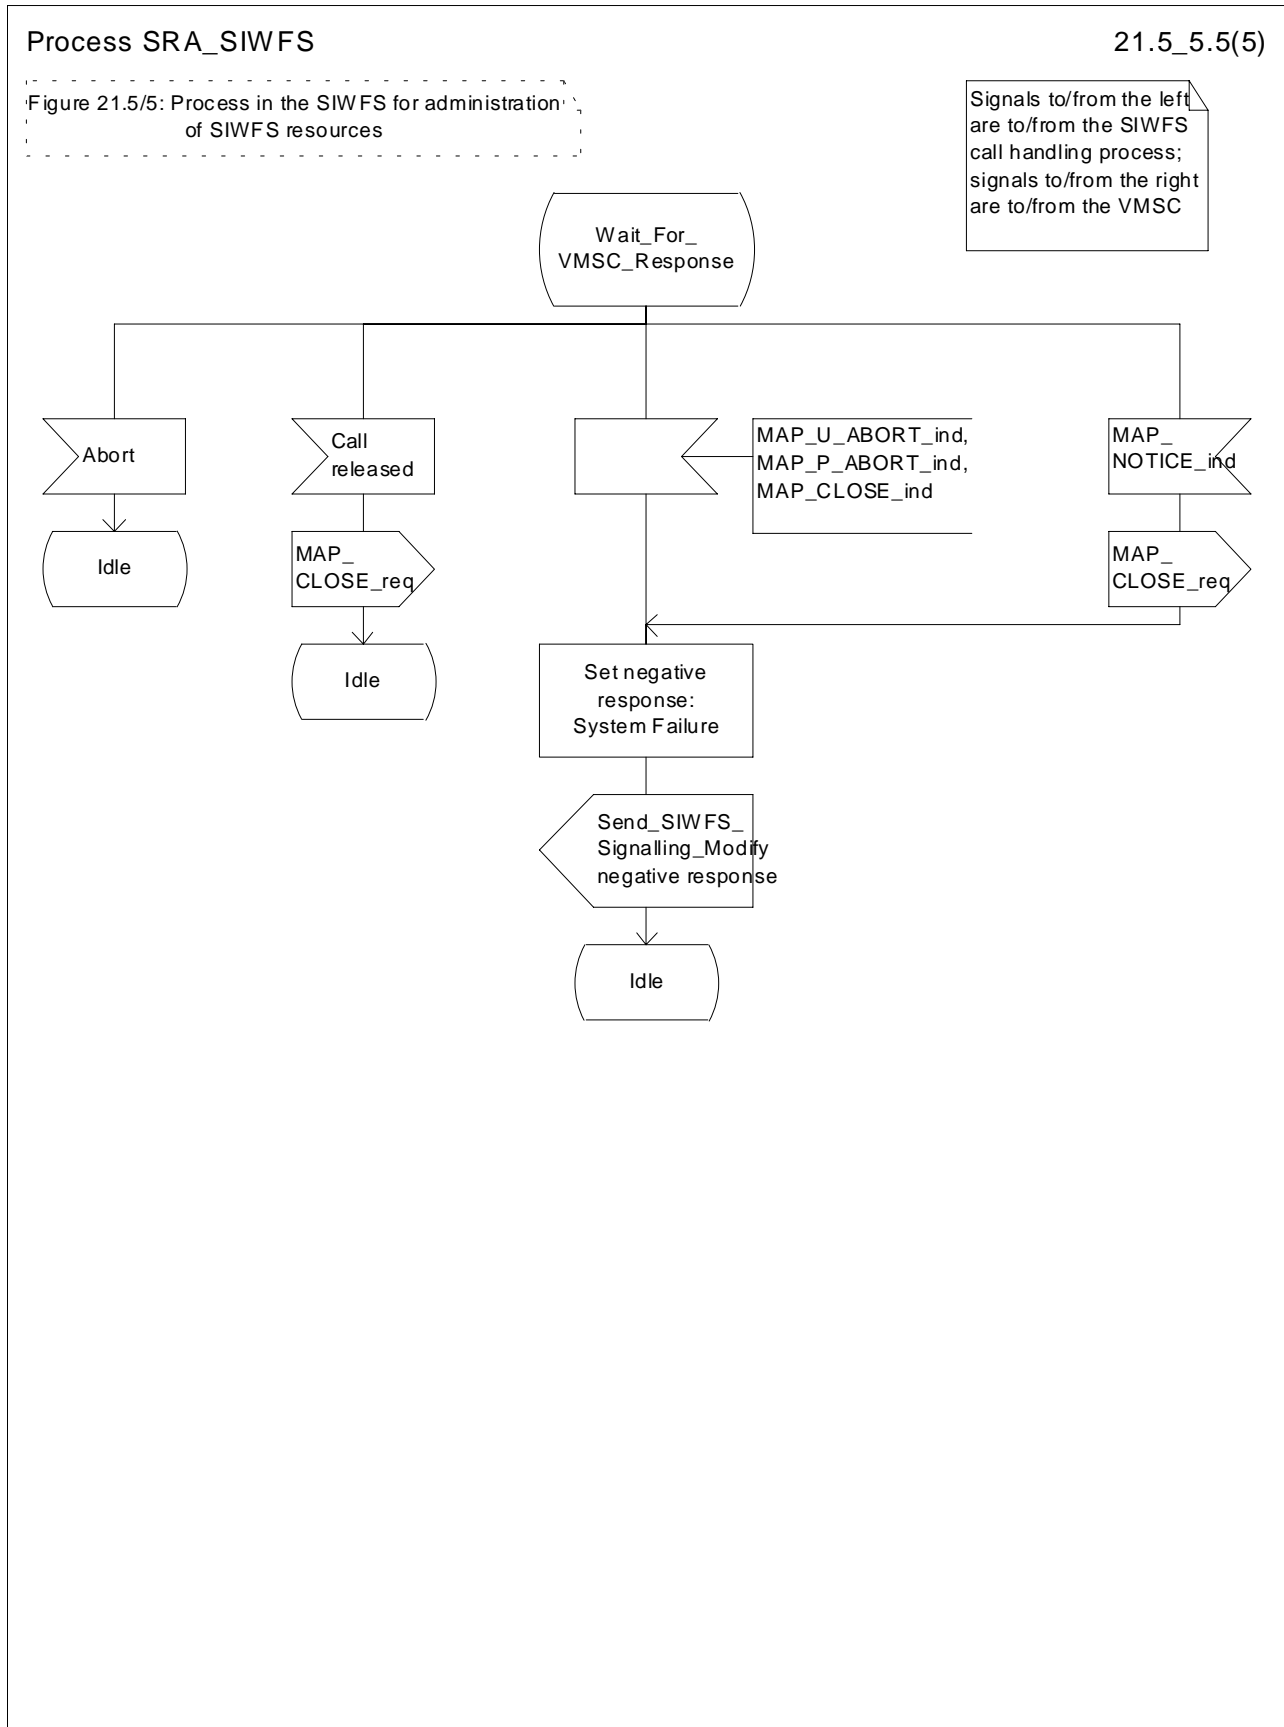 Process SRA_SIWFS
21.5_5.5(5)
Figure 21.5/5: Process in the SIWFS for administration
of SIWFS resources
Signals to/from the left
are to/from the SIWFS
call handling process;
signals to/from the right
are to/from the VMSC
Wait_For_
VMSC_Response
Abort
Call
released
MAP_U_ABORT_ind,
MAP_P_ABORT_ind,
MAP_CLOSE_ind
MAP_
NOTICE_ind
Idle
MAP_
CLOSE_req
MAP_
CLOSE_req
Idle
Set negative
response:
System Failure
Send_SIWFS_
Signalling_Modify
negative response
Idle